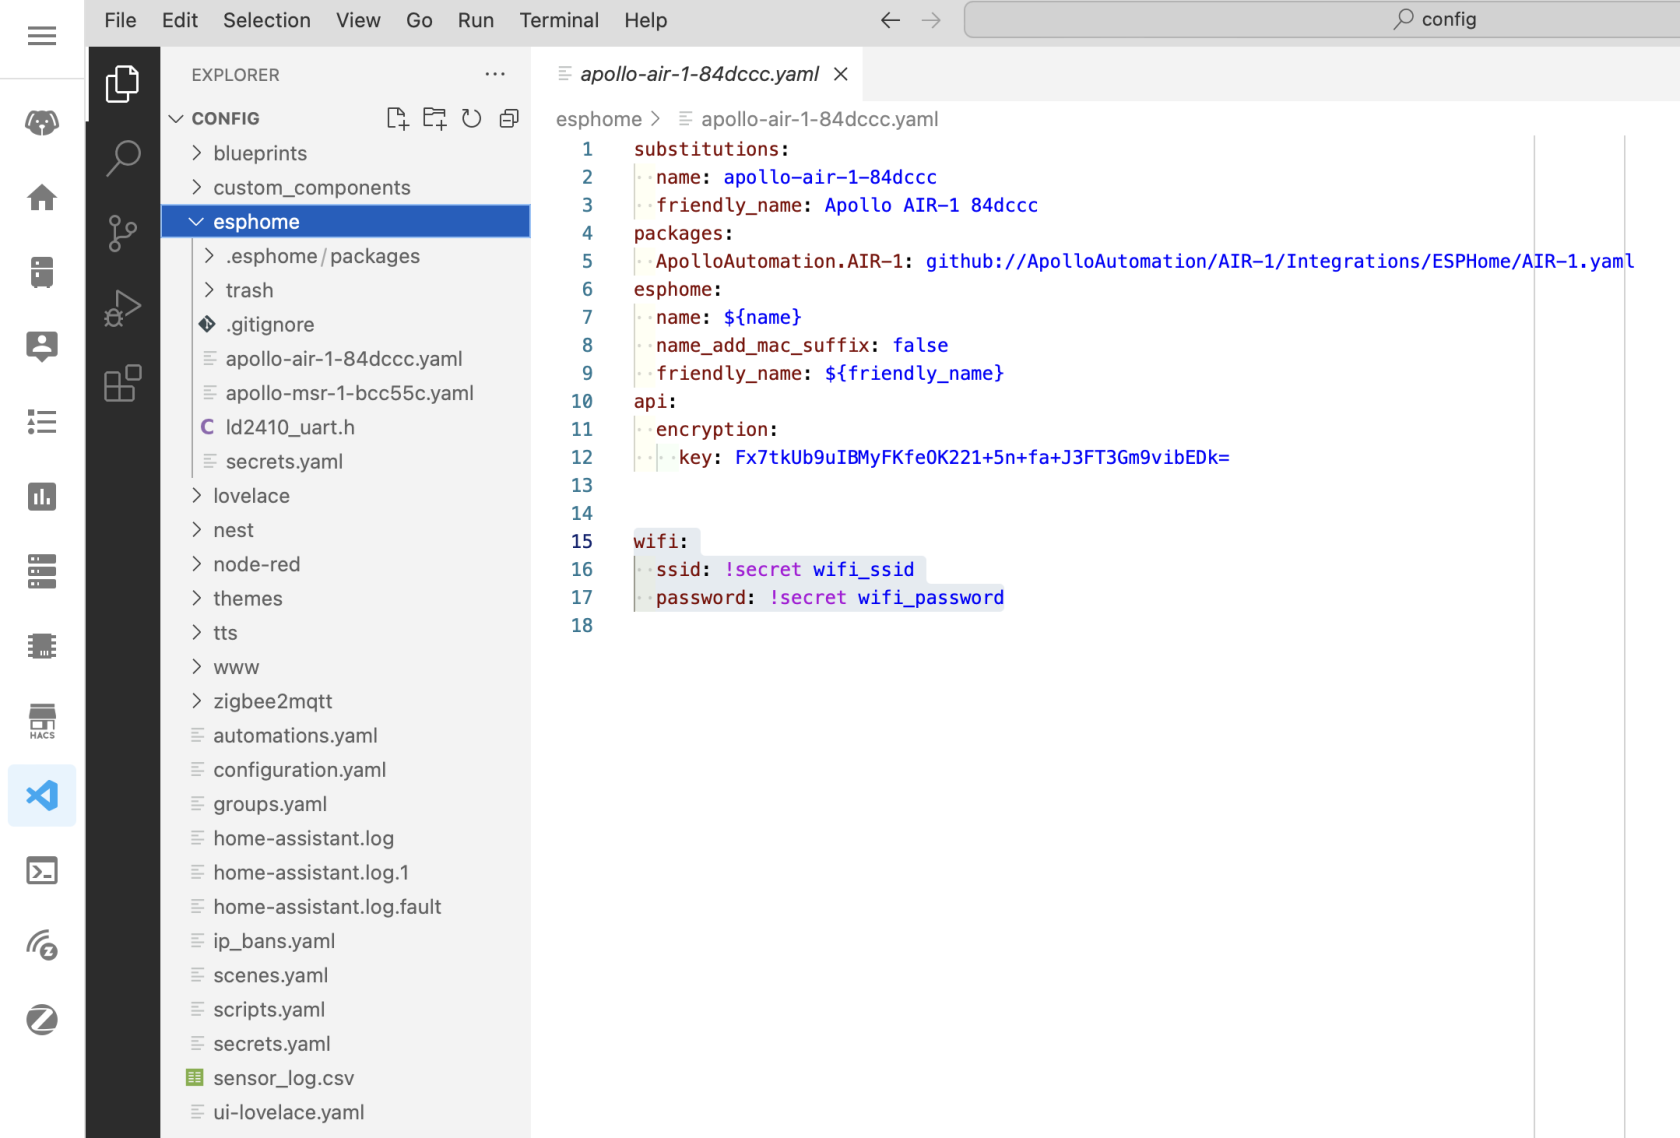 File Edit Selection View Go Run Terminal Help
config
EXPLORER
apollo-air-1-84dccc.yaml
CONFIG
esphome > apollo-air-1-84dccc.yaml
blueprints
custom_components
esphome
.esphome/packages
trash
.gitignore
apollo-air-1-84dccc.yaml
apollo-msr-1-bcc55c.yaml
C ld2410_uart.h
secrets.yaml
lovelace
nest
node-red
themes
tts
www
zigbee2mqtt
automations.yaml
configuration.yaml
groups.yaml
home-assistant.log
home-assistant.log.1
home-assistant.log.fault
ip_bans.yaml
scenes.yaml
scripts.yaml
secrets.yaml
sensor_log.csv
ui-lovelace.yaml
HACS
1 substitutions:
2   name: apollo-air-1-84dccc
3   friendly_name: Apollo AIR-1 84dccc
4 packages:
5   ApolloAutomation.AIR-1: github://ApolloAutomation/AIR-1/Integrations/ESPHome/AIR-1.yaml
6 esphome:
7   name: ${name}
8   name_add_mac_suffix: false
9   friendly_name: ${friendly_name}
10 api:
11   encryption:
12     key: Fx7tkUb9uIBMyFKfeOK221+5n+fa+J3FT3Gm9vibEDk=
13
14
15 wifi:
16   ssid: !secret wifi_ssid
17   password: !secret wifi_password
18